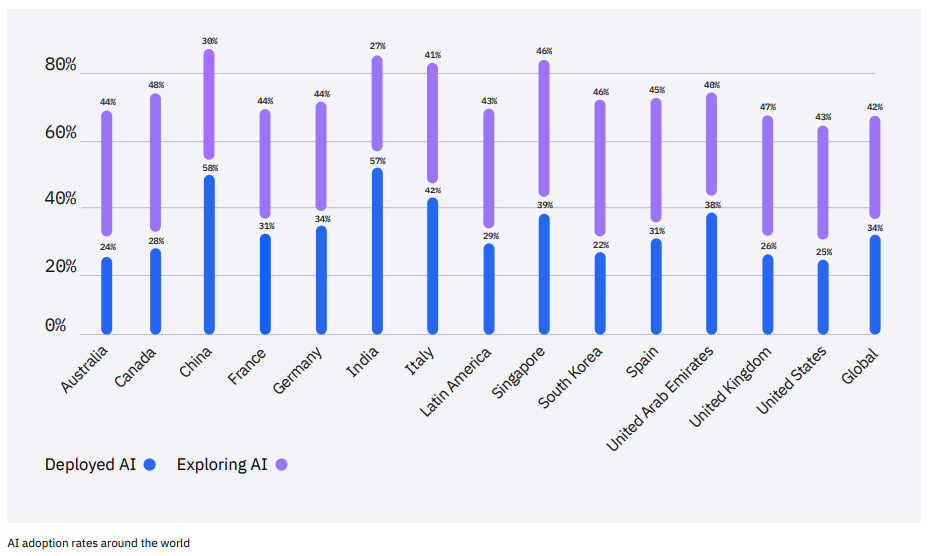 30%
27%
41%
46%
80%
44%
48%
44%
44%
43%
46%
45%
40%
47%
43%
42%
60%
58%
57%
42%
40%
24%
28%
31%
34%
29%
39%
22%
31%
38%
26%
25%
34%
20%
0%
Australia
Canada
China
France
Germany
India
Italy
Latin America
Singapore
South Korea
Spain
United Arab Emirates
United Kingdom
United States
Global
Deployed AI
Exploring AI
AI adoption rates around the world